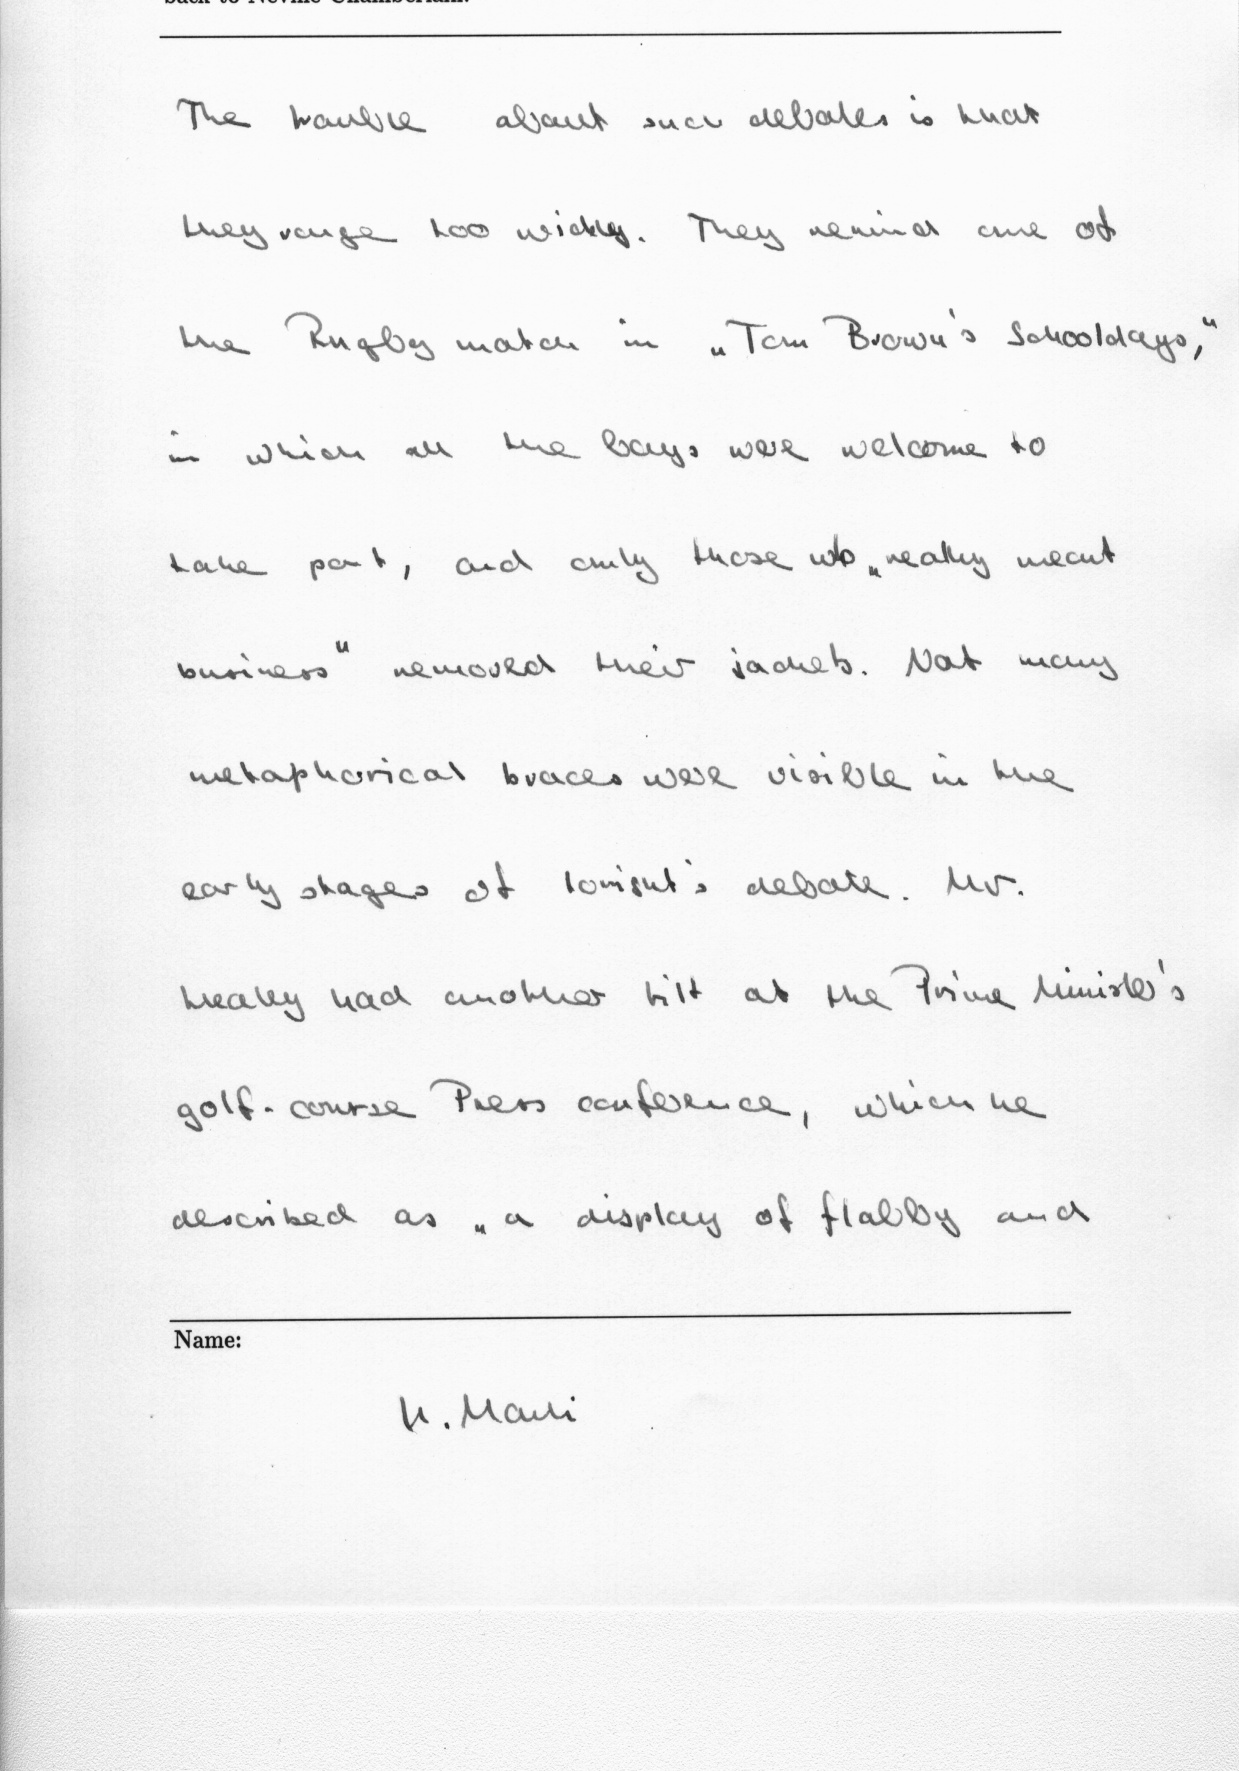 back to Neville Chamberlain.
The trouble about such debates is that
they range too widely. They remind one of
the Rugby match in „Tom Brown's Schooldays,"
in which all the boys were welcome to
take part, and only those who „really meant
business" removed their jackets. Not many
metaphorical braces were visible in the
early stages of tonight's debate. Mr.
Healey had another tilt at the Prime Minister's
golf-course Press conference, which he
described as „a display of flabby and
Name: